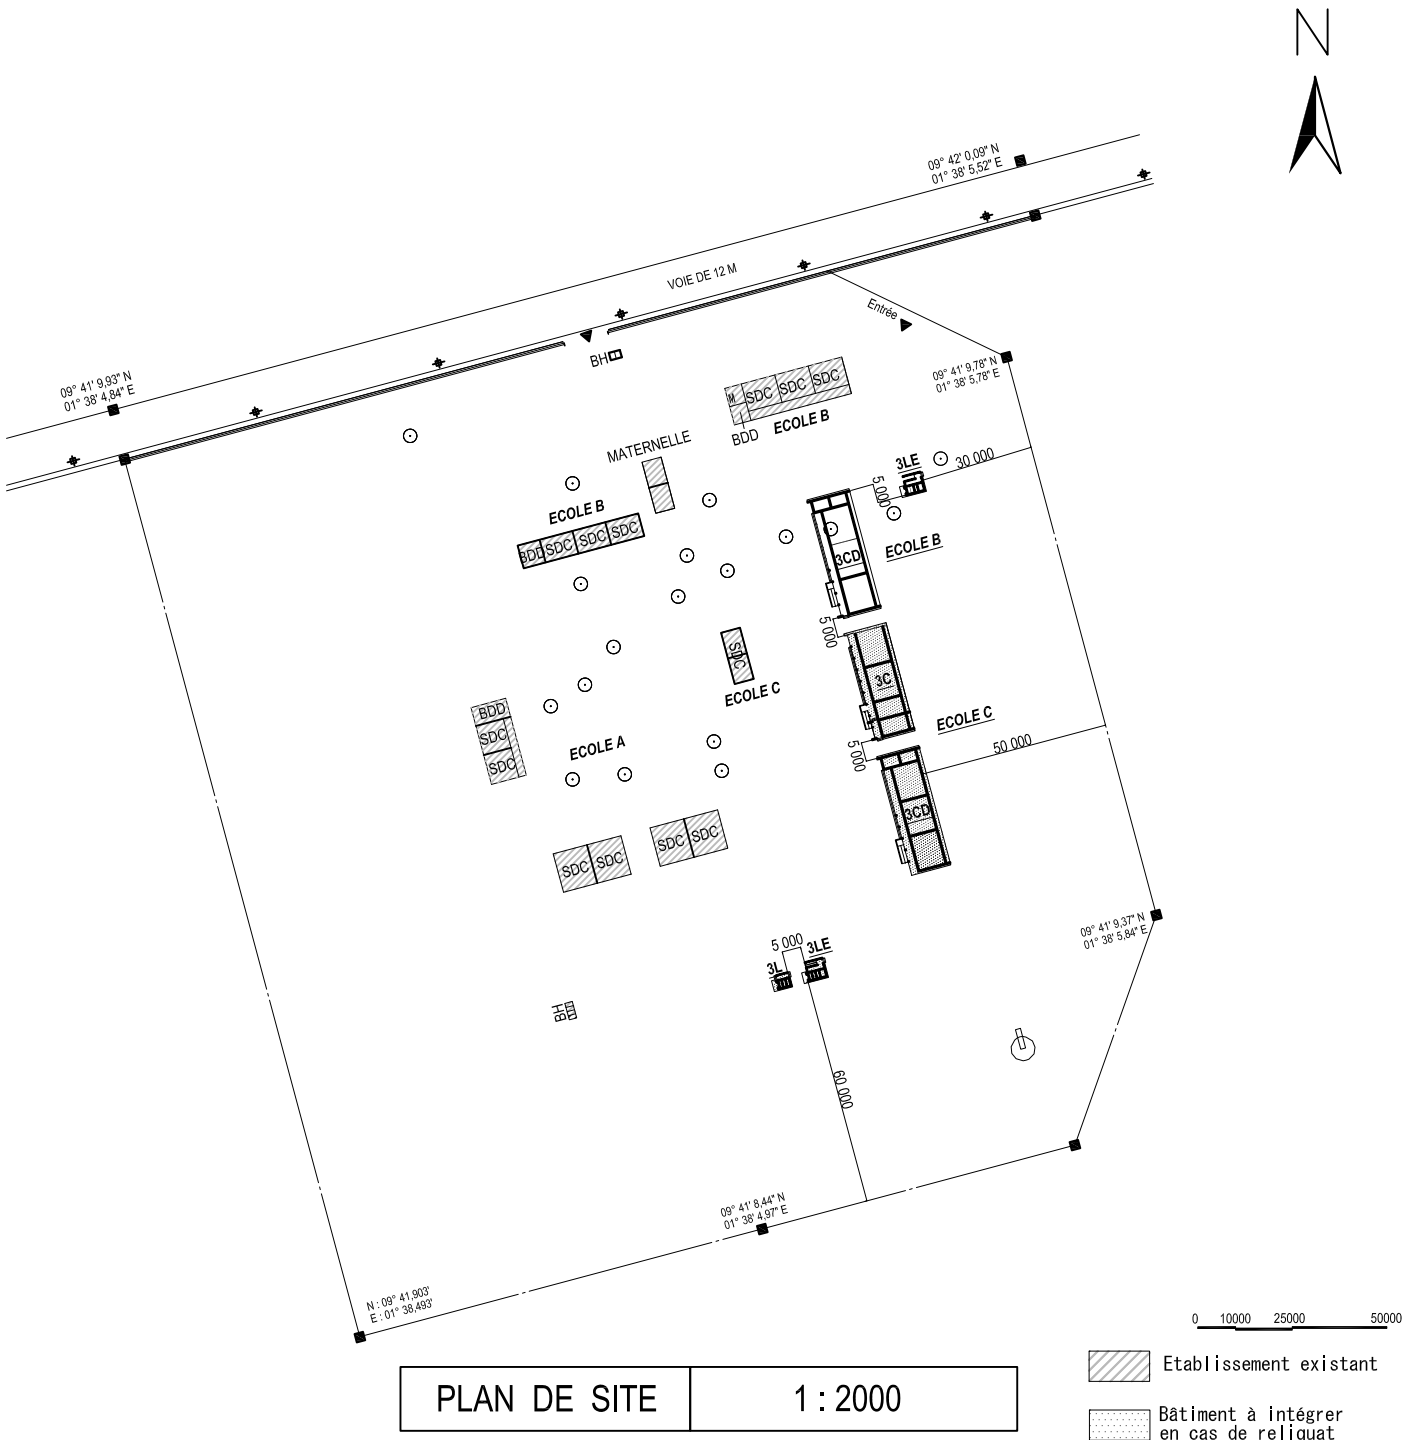 N
09° 42' 0,09" N
01° 38' 5,52" E
VOIE DE 12 M
Entrée
BH
09° 41' 9,93" N
01° 38' 4,84" E
09° 41' 9,78" N
01° 38' 5,78" E
M
SDC
SDC
SDC
BDD
ECOLE B
MATERNELLE
3LE
30 000
5 000
ECOLE B
BDD
SDC
SDC
SDC
3CD
ECOLE B
5 000
SDC
SDC
ECOLE C
3C
BDD
SDC
SDC
ECOLE A
ECOLE C
5 000
50 000
3CD
SDC
SDC
SDC
SDC
09° 41' 9,37" N
01° 38' 5,84" E
5 000
3LE
3L
BH
60 000
09° 41' 8,44" N
01° 38' 4,97" E
N : 09° 41,903'
E : 01° 38,493'
0 10000 25000 50000
PLAN DE SITE
1 : 2000
Etablissement existant
Bâtiment à intégrer
en cas de reliquat